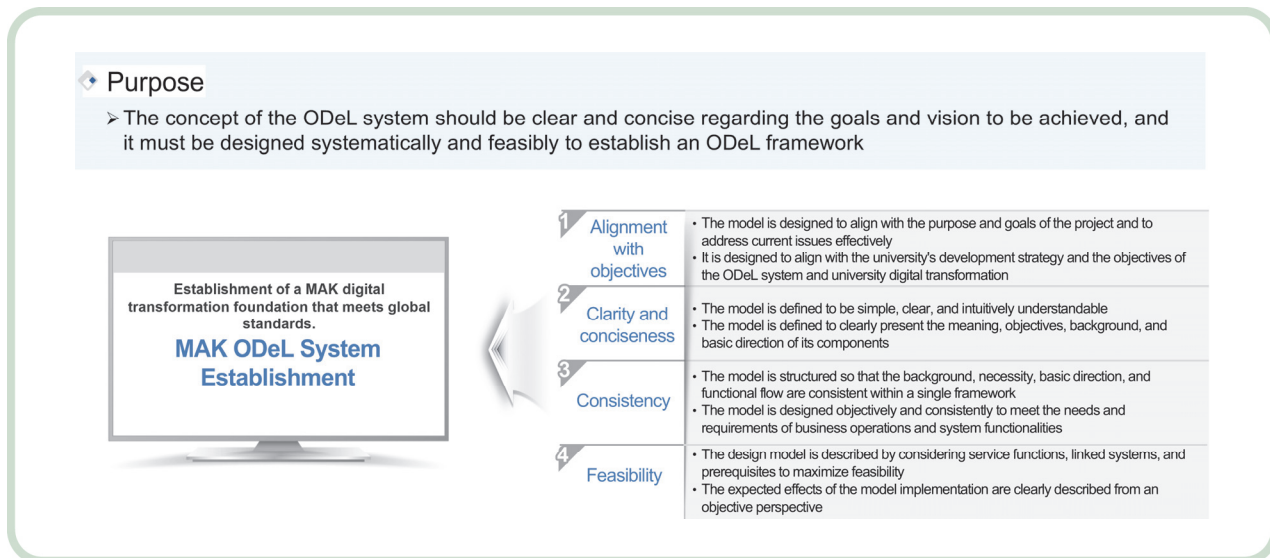 Purpose
➢ The concept of the ODeL system should be clear and concise regarding the goals and vision to be achieved, and
it must be designed systematically and feasibly to establish an ODeL framework
Establishment of a MAK digital
transformation foundation that meets global
standards.
MAK ODeL System
Establishment
1
Alignment
with
objectives
• The model is designed to align with the purpose and goals of the project and to
address current issues effectively
• It is designed to align with the university's development strategy and the objectives of
the ODeL system and university digital transformation
2
Clarity and
conciseness
• The model is defined to be simple, clear, and intuitively understandable
• The model is defined to clearly present the meaning, objectives, background, and
basic direction of its components
3
Consistency
• The model is structured so that the background, necessity, basic direction, and
functional flow are consistent within a single framework
• The model is designed objectively and consistently to meet the needs and
requirements of business operations and system functionalities
4
Feasibility
• The design model is described by considering service functions, linked systems, and
prerequisites to maximize feasibility
• The expected effects of the model implementation are clearly described from an
objective perspective